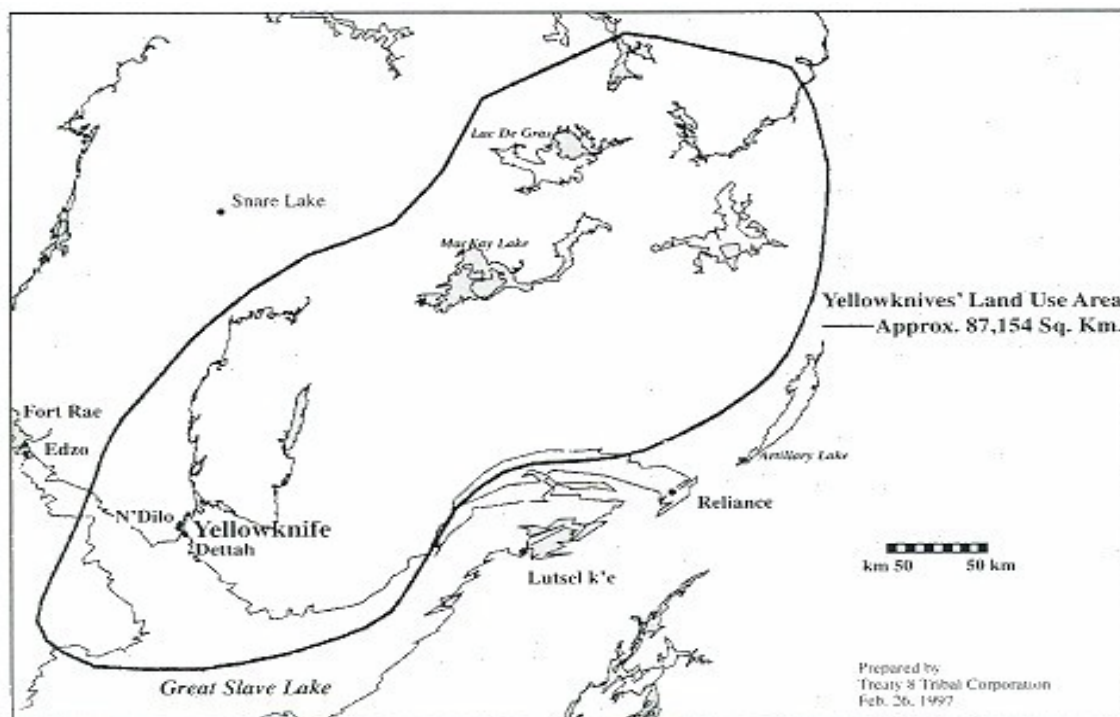 Lac De Gras
Snare Lake
MacKay Lake
Yellowknives' Land Use Area
Approx. 87,154 Sq. Km.
Fort Rae
Edzo
Artillary Lake
Reliance
N'Dilo
Yellowknife
Dettah
Lutsel k'e
km 50 50 km
Great Slave Lake
Prepared by
Treaty 8 Tribal Corporation
Feb. 26, 1997